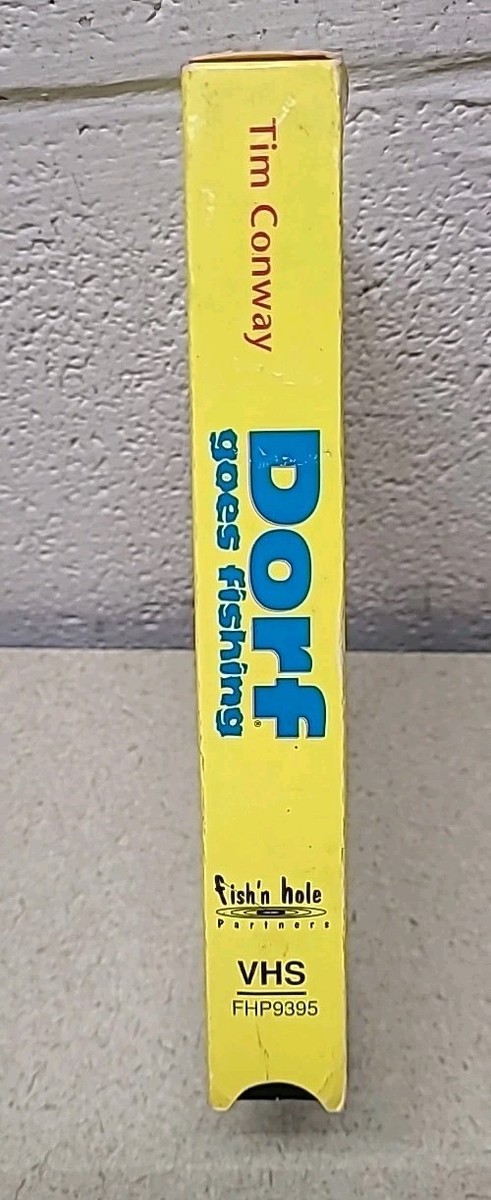 Tim Conway
Dorf®
goes fishing
fish'n hole
Partners
VHS
FHP9395